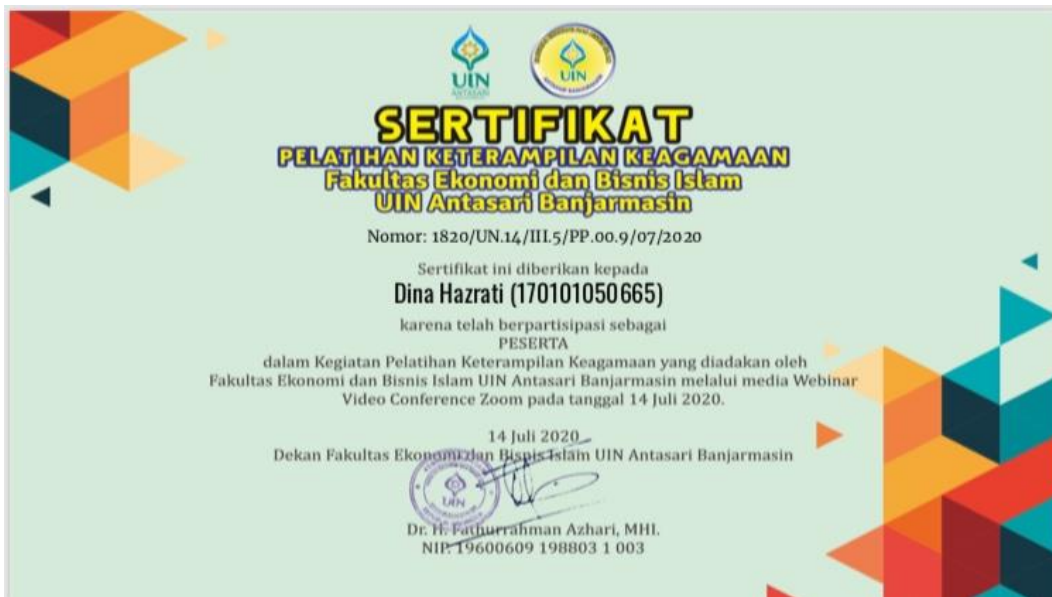 UIN
ANTASARI
UIN
SERTIFIKAT
PELATIHAN KETERAMPILAN KEAGAMAAN
Fakultas Ekonomi dan Bisnis Islam
UIN Antasari Banjarmasin
Nomor: 1820/UN.14/III.5/PP.00.9/07/2020
Sertifikat ini diberikan kepada
Dina Hazrati (170101050665)
karena telah berpartisipasi sebagai
PESERTA
dalam Kegiatan Pelatihan Keterampilan Keagamaan yang diadakan oleh
Fakultas Ekonomi dan Bisnis Islam UIN Antasari Banjarmasin melalui media Webinar
Video Conference Zoom pada tanggal 14 Juli 2020.
14 Juli 2020
Dekan Fakultas Ekonomi dan Bisnis Islam UIN Antasari Banjarmasin
UIN
Dr. H. Fathurrahman Azhari, MHI.
NIP. 19600609 198803 1 003